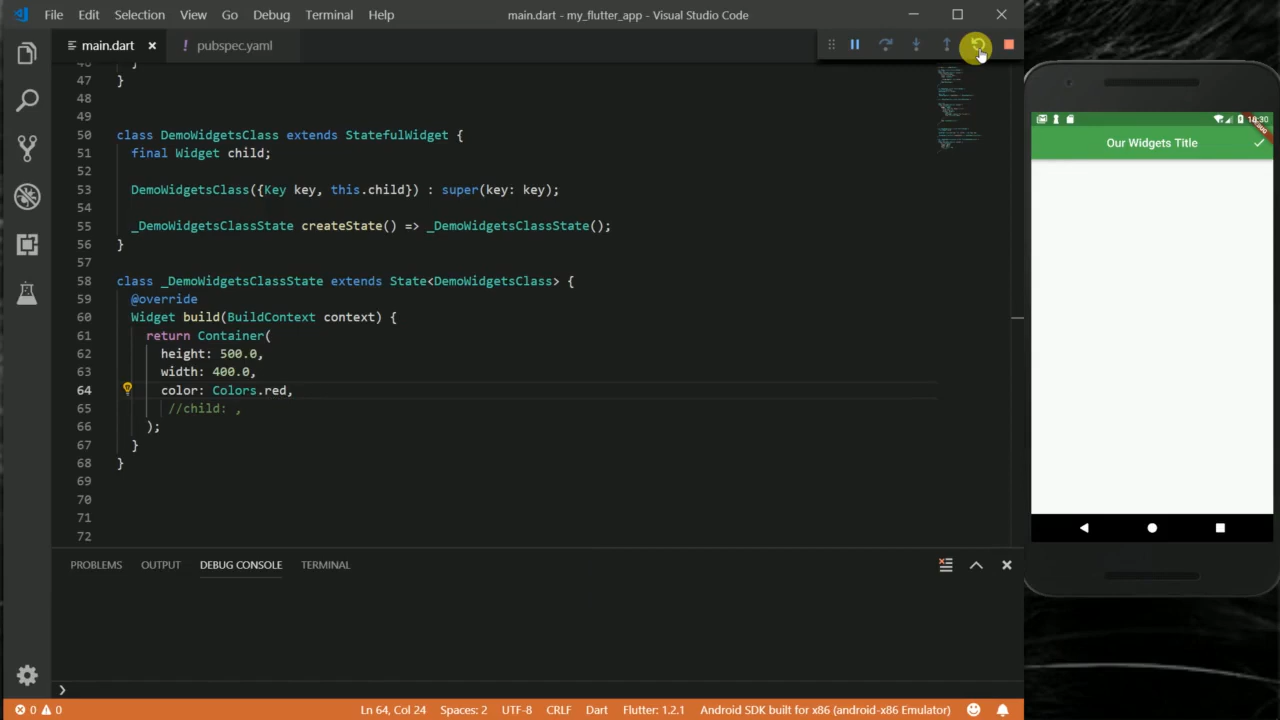 File Edit Selection View Go Debug Terminal Help
main.dart - my_flutter_app - Visual Studio Code
main.dart
pubspec.yaml
47 }
48
49
50 class DemoWidgetsClass extends StatefulWidget {
51 final Widget child;
52
53 DemoWidgetsClass({Key key, this.child}) : super(key: key);
54
55 _DemoWidgetsClassState createState() => _DemoWidgetsClassState();
56 }
57
58 class _DemoWidgetsClassState extends State<DemoWidgetsClass> {
59 @override
60 Widget build(BuildContext context) {
61 return Container(
62 height: 500.0,
63 width: 400.0,
64 color: Colors.red,
65 //child: ,
66 );
67 }
68 }
69
70
71
72
PROBLEMS OUTPUT DEBUG CONSOLE TERMINAL
0 0
Ln 64, Col 24 Spaces: 2 UTF-8 CRLF Dart Flutter: 1.2.1 Android SDK built for x86 (android-x86 Emulator)
18:30
DEBUG
Our Widgets Title